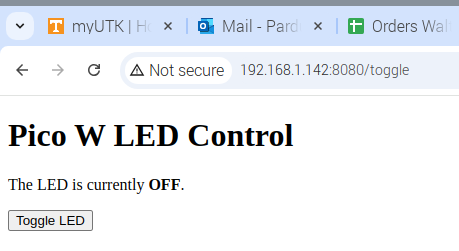 myUTK | H
Mail - Pard
Orders Wal
Not secure
192.168.1.142:8080/toggle
Pico W LED Control
The LED is currently OFF.
Toggle LED